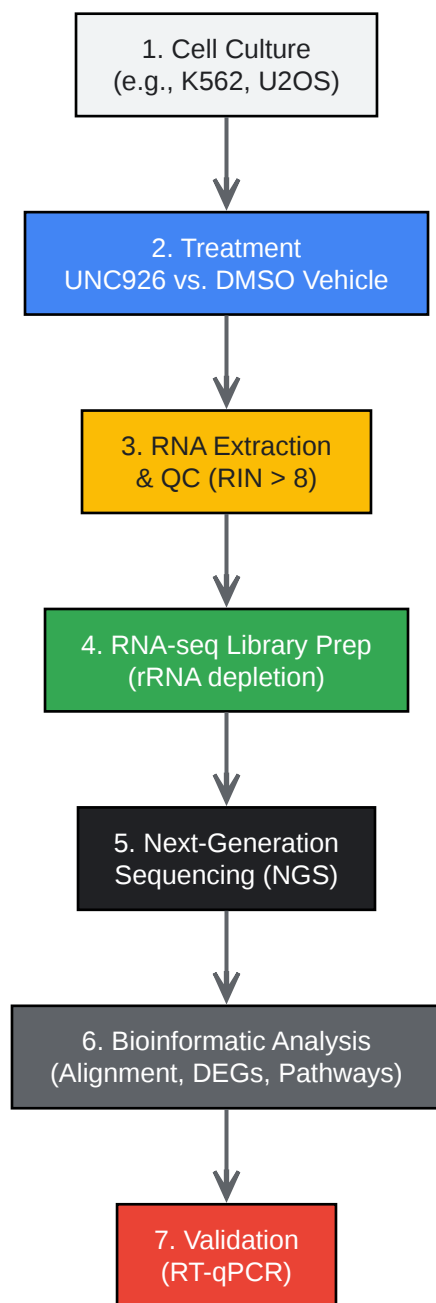 1. Cell Culture
(e.g., K562, U2OS)
2. Treatment
UNC926 vs. DMSO Vehicle
3. RNA Extraction
& QC (RIN > 8)
4. RNA-seq Library Prep
(rRNA depletion)
5. Next-Generation
Sequencing (NGS)
6. Bioinformatic Analysis
(Alignment, DEGs, Pathways)
7. Validation
(RT-qPCR)